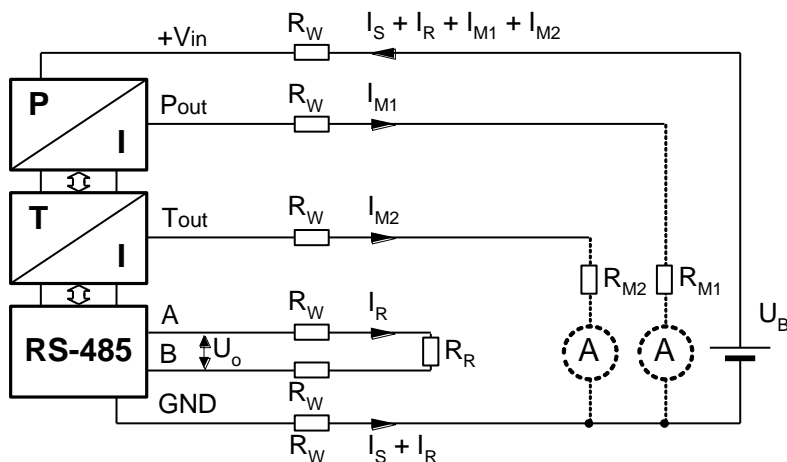 +Vin R_W I_S + I_R + I_M1 + I_M2
P I Pout R_W I_M1
T I Tout R_W I_M2
R_M2 R_M1
A R_W I_R
RS-485 U_o R_R A A U_B
B
GND R_W
R_W I_S + I_R